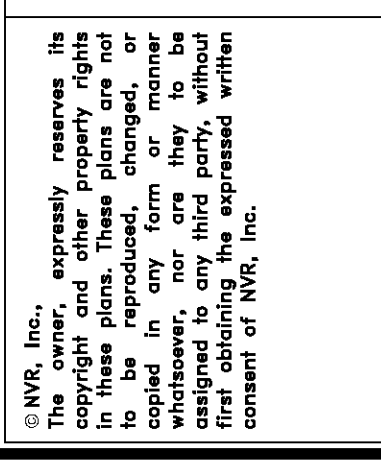 © NVR, Inc.,
The owner, expressly reserves its
copyright and other property rights
in these plans. These plans are not
to be reproduced, changed, or
copied in any form or manner
whatsoever, nor are they to be
assigned to any third party, without
first obtaining the expressed written
consent of NVR, Inc.